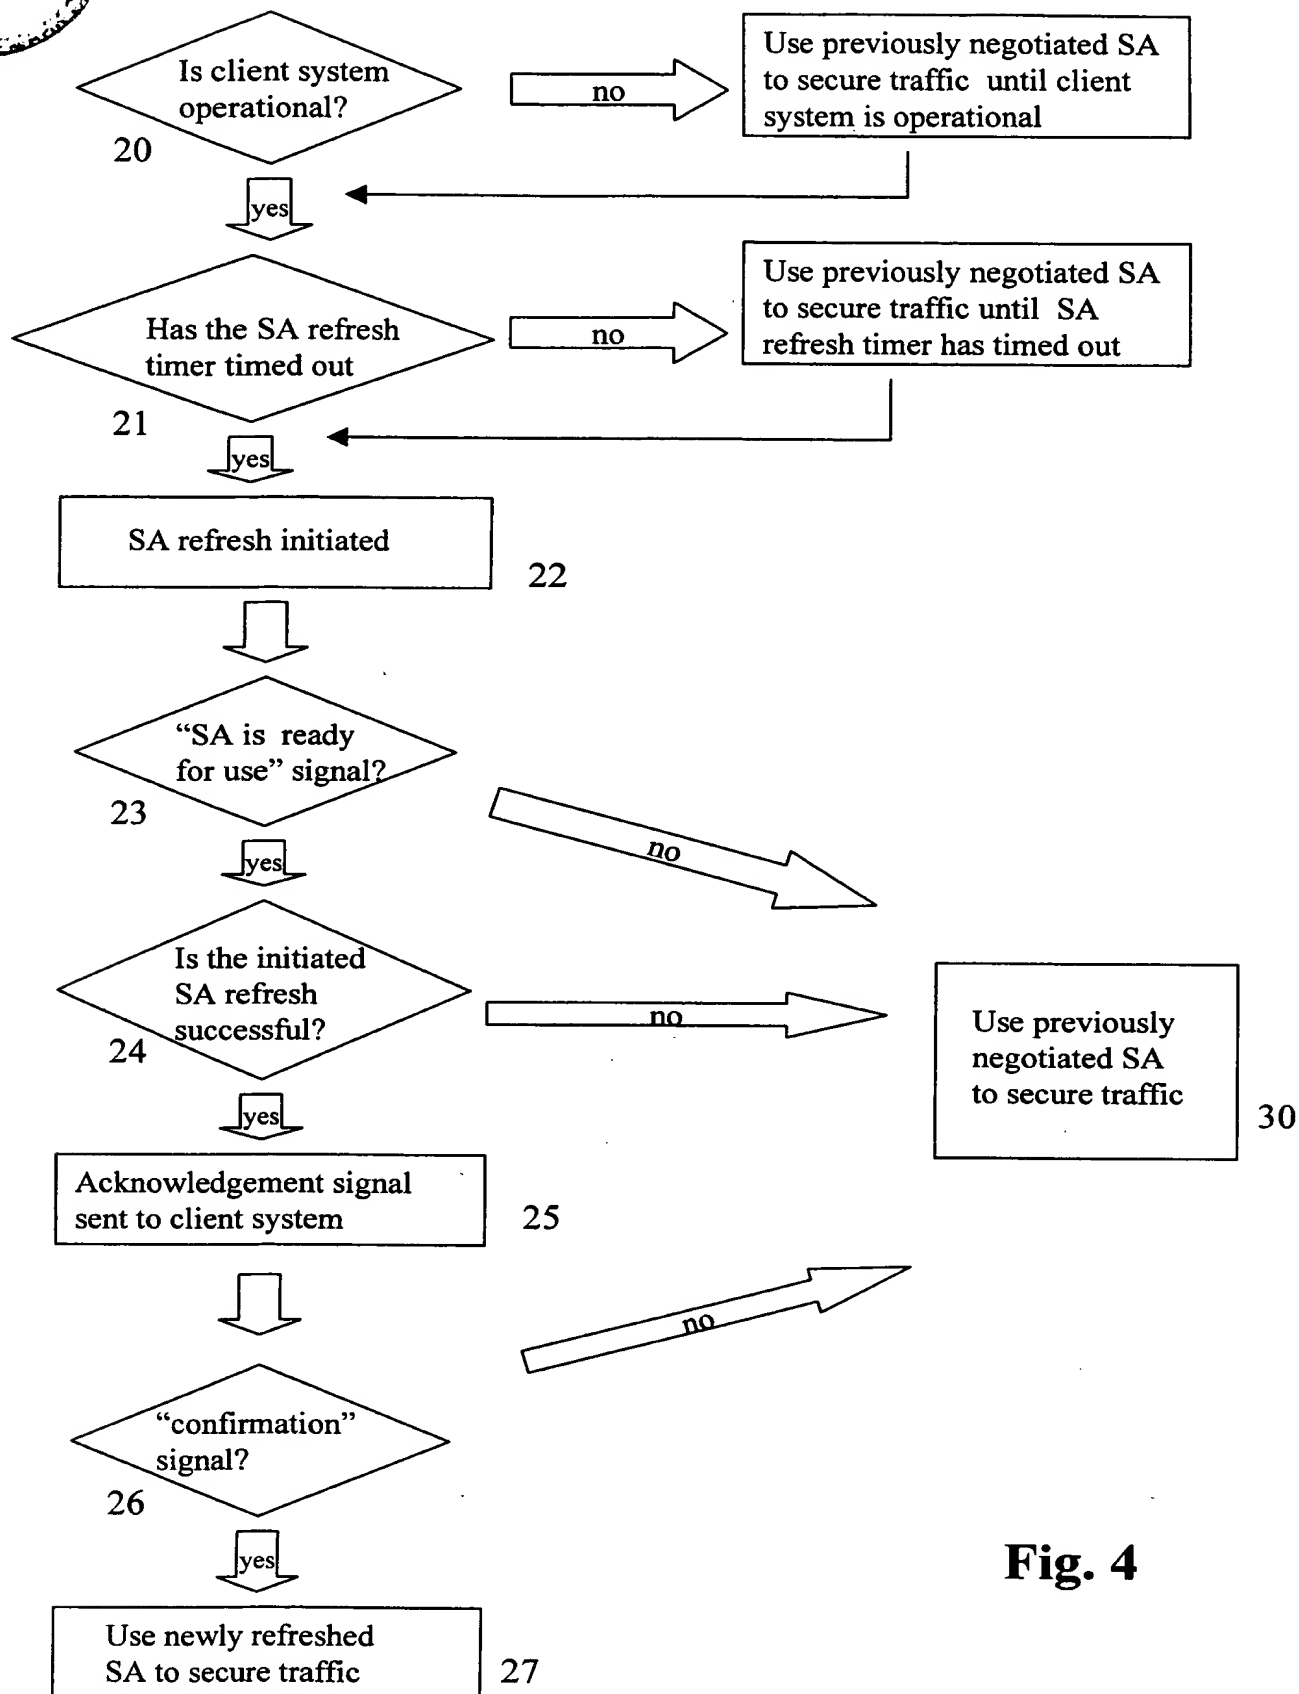 Is client system
operational?
20
no
Use previously negotiated SA
to secure traffic until client
system is operational
yes
Has the SA refresh
timer timed out
21
no
Use previously negotiated SA
to secure traffic until SA
refresh timer has timed out
yes
SA refresh initiated
22
“SA is ready
for use” signal?
23
no
yes
Is the initiated
SA refresh
successful?
24
no
Use previously
negotiated SA
to secure traffic
30
yes
Acknowledgement signal
sent to client system
25
no
“confirmation”
signal?
26
yes
Fig. 4
Use newly refreshed
SA to secure traffic
27